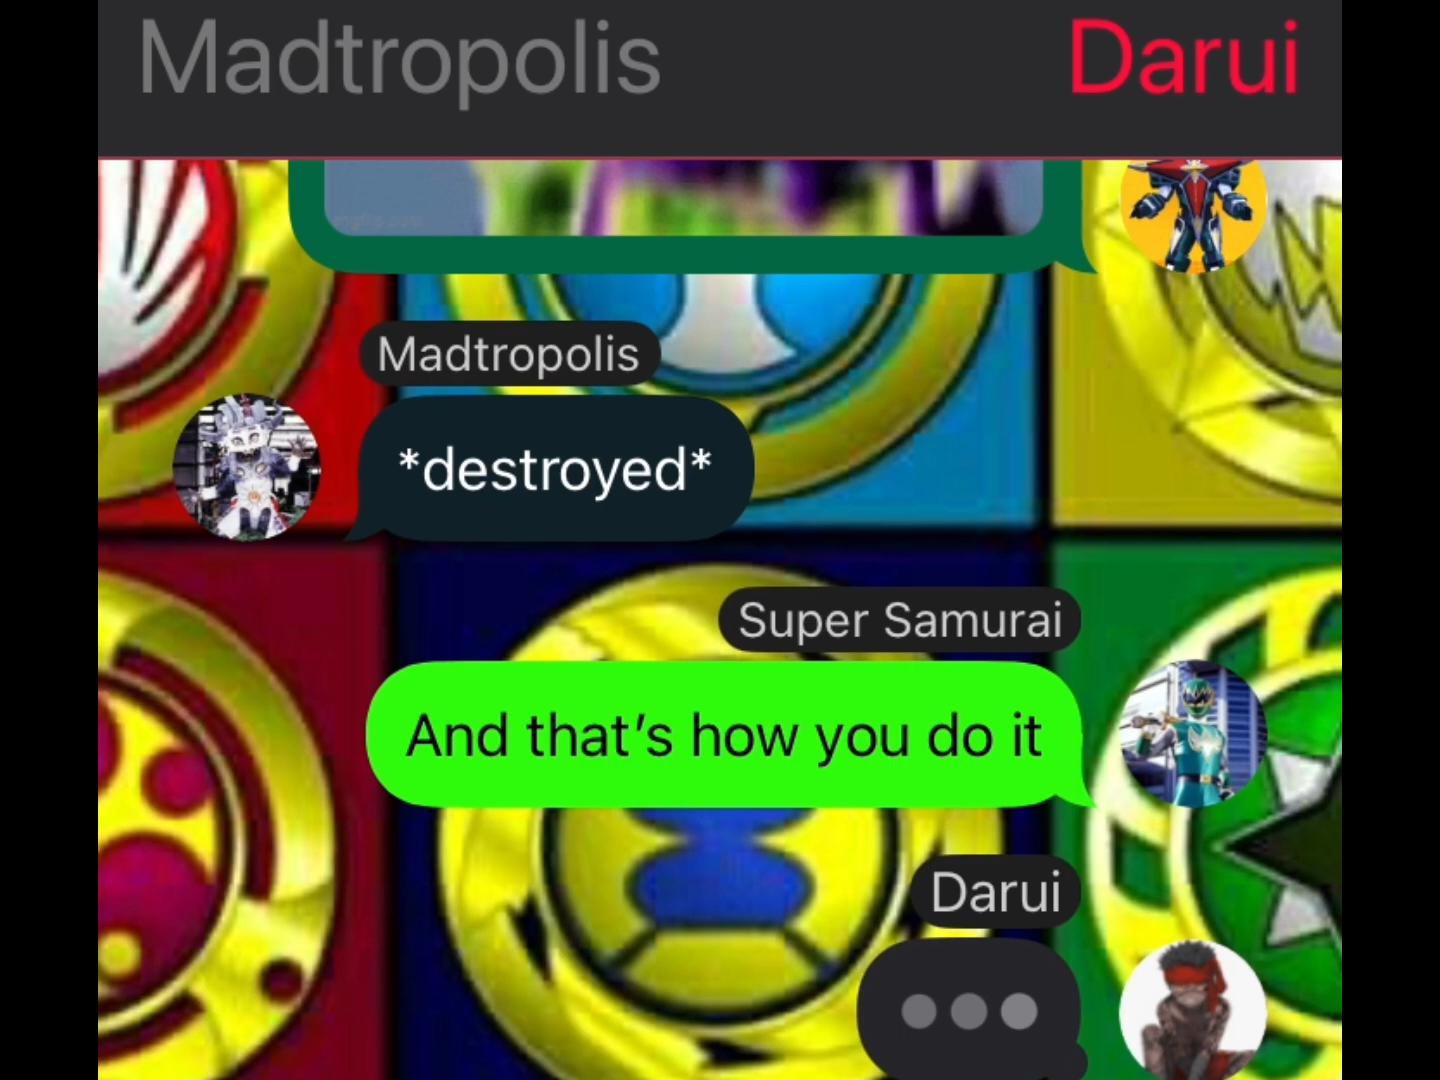 Madtropolis Darui
Madtropolis
*destroyed*
Super Samurai
And that’s how you do it
Darui